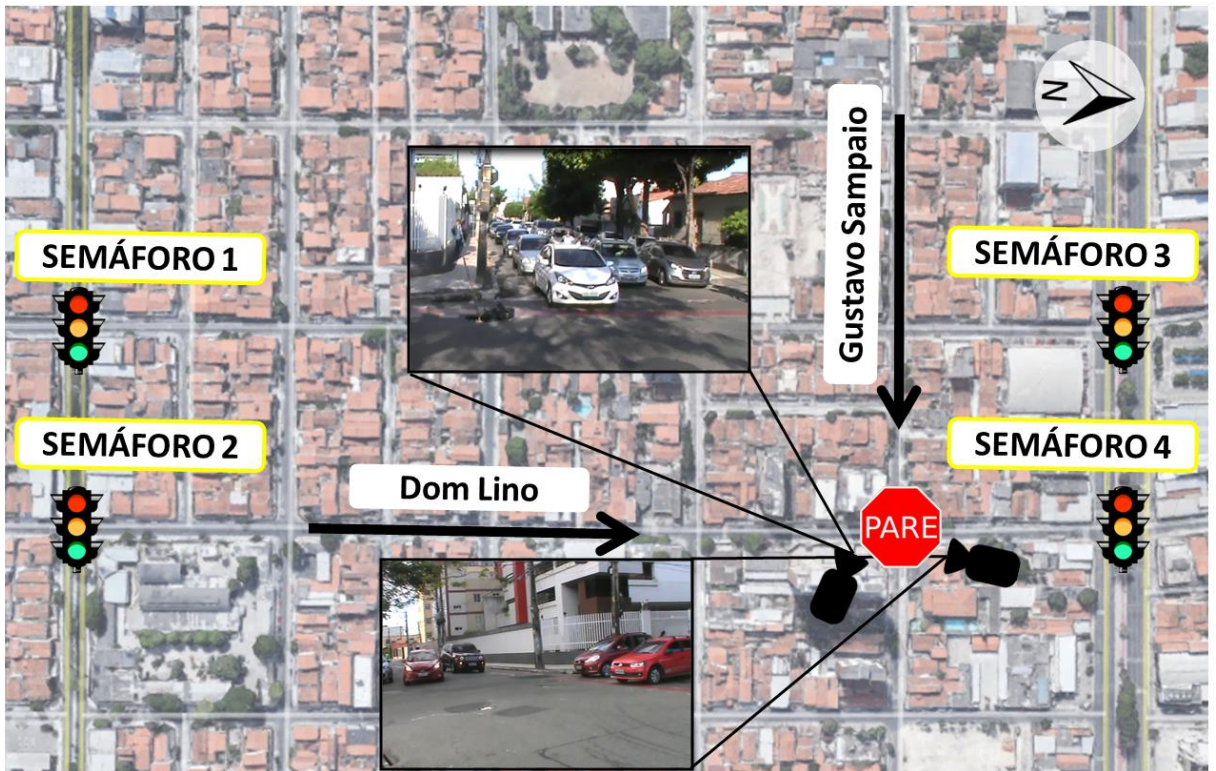 N
Gustavo Sampaio
SEMÁFORO 1
SEMÁFORO 3
SEMÁFORO 2
SEMÁFORO 4
Dom Lino
PARE